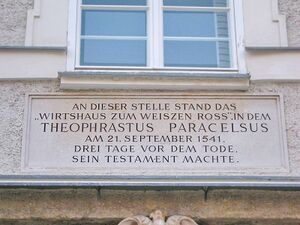 AN DIESER STELLE STAND DAS
„WIRTSHAUS ZUM WEISZEN ROSS”, IN DEM
THEOPHRASTUS PARACELSUS
AM 21. SEPTEMBER 1541,
DREI TAGE VOR DEM TODE,
SEIN TESTAMENT MACHTE.